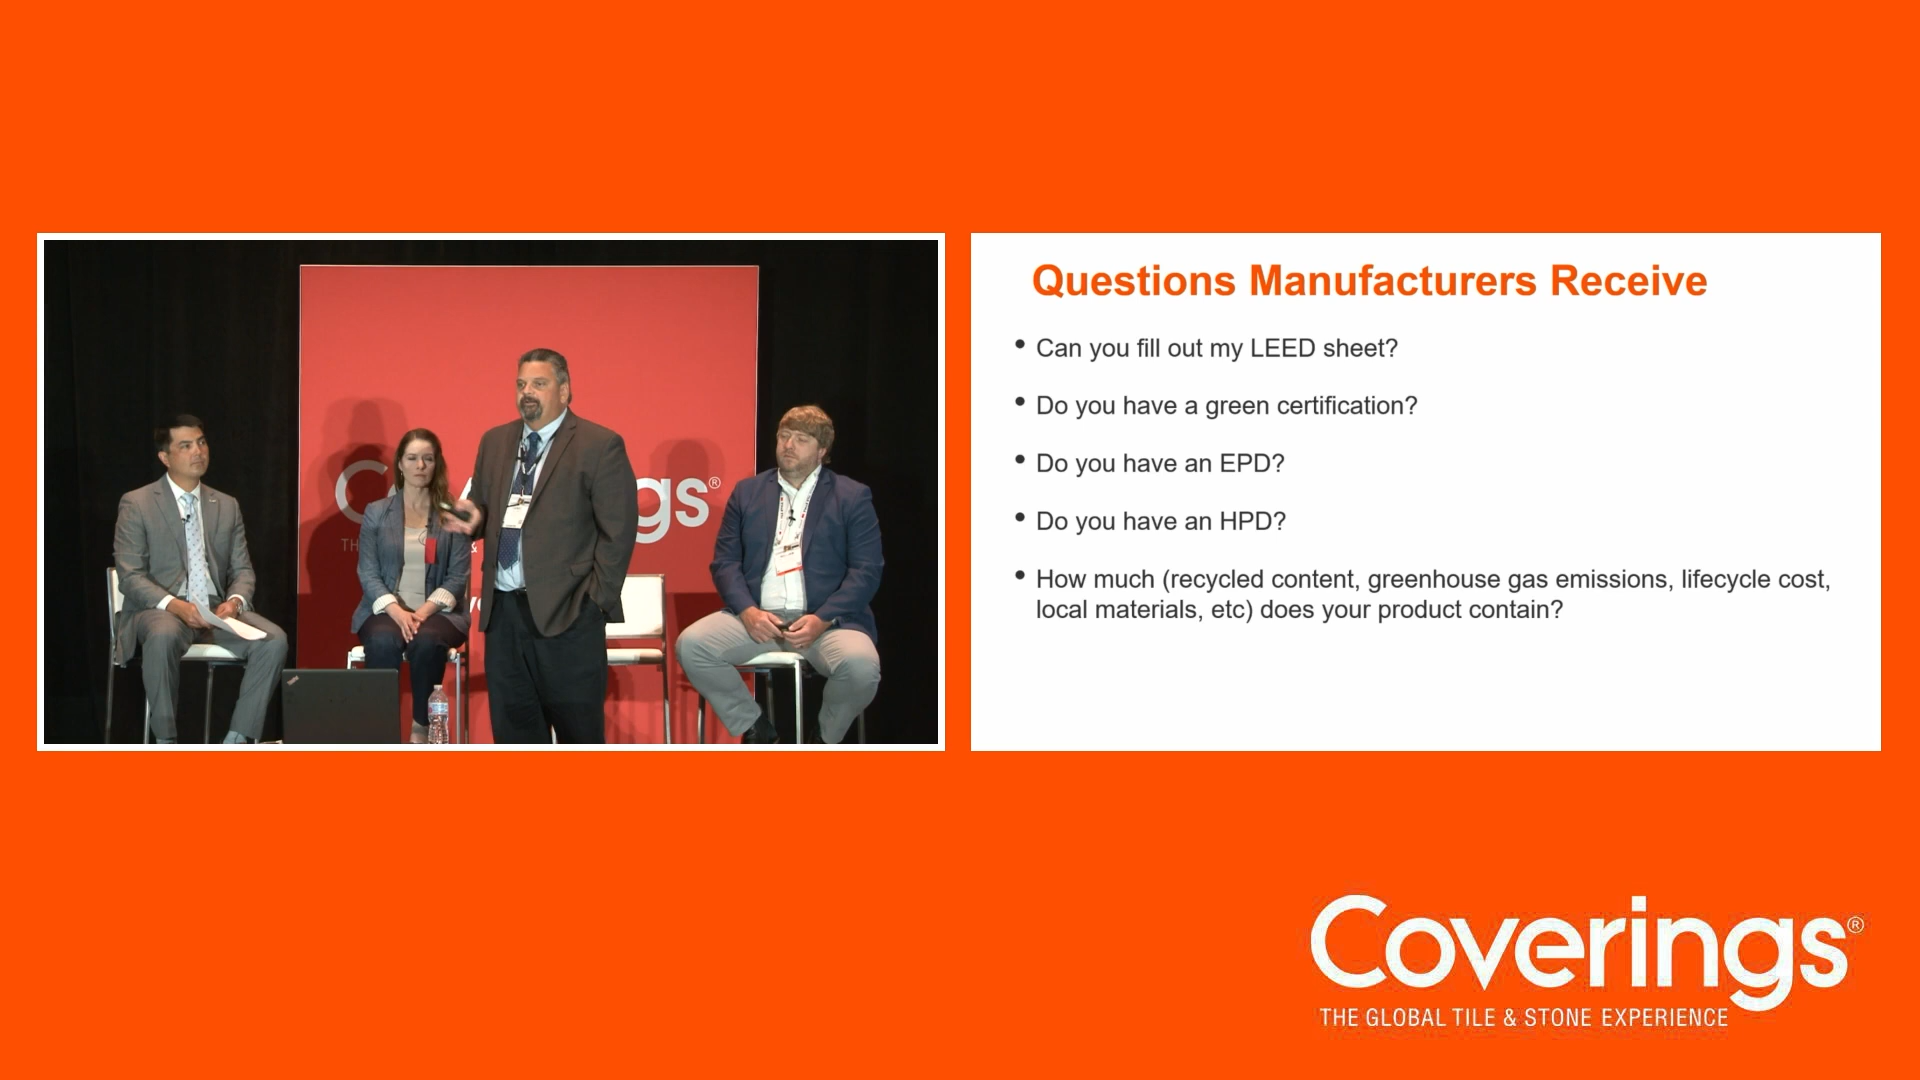 Questions Manufacturers Receive
• Can you fill out my LEED sheet?
• Do you have a green certification?
• Do you have an EPD?
• Do you have an HPD?
• How much (recycled content, greenhouse gas emissions, lifecycle cost,
local materials, etc) does your product contain?
Coverings®
THE GLOBAL TILE & STONE EXPERIENCE